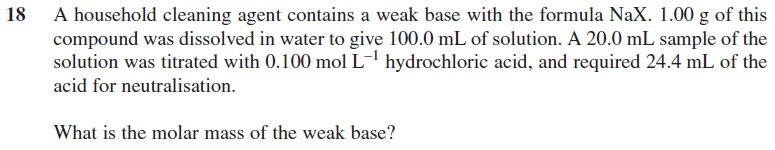 18 A household cleaning agent contains a weak base with the formula NaX. 1.00 g of this
compound was dissolved in water to give 100.0 mL of solution. A 20.0 mL sample of the
solution was titrated with 0.100 mol L⁻¹ hydrochloric acid, and required 24.4 mL of the
acid for neutralisation.
What is the molar mass of the weak base?